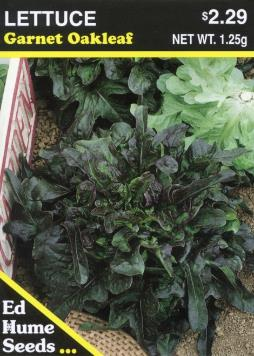 LETTUCE $2.29
Garnet Oakleaf NET WT. 1.25g
Ed
Hume
Seeds ...